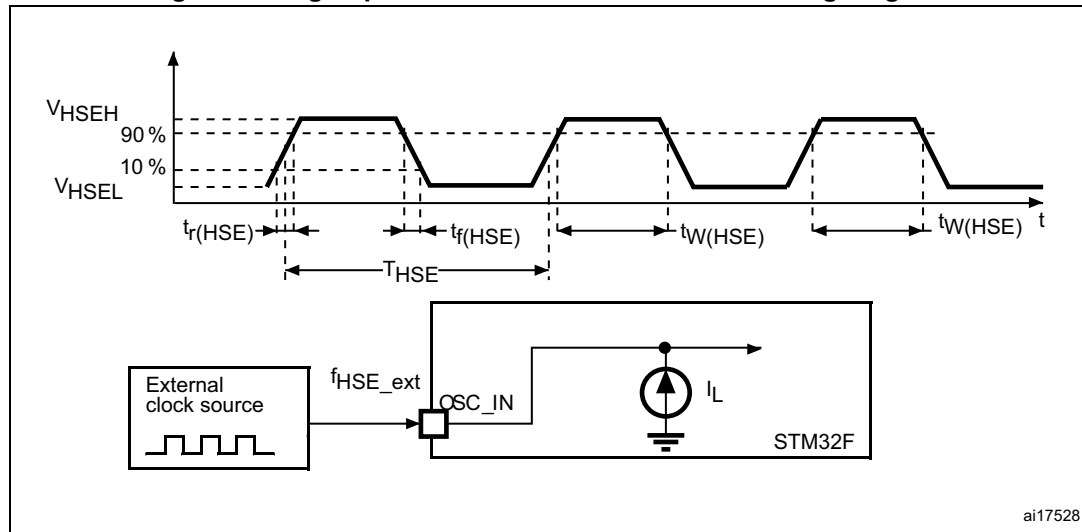 VHSEH
90 %
10 %
VHSEL
tr(HSE)
tf(HSE)
tW(HSE)
tW(HSE)
t
THSE
External
clock source
fHSE_ext
OSC_IN
IL
STM32F
ai17528